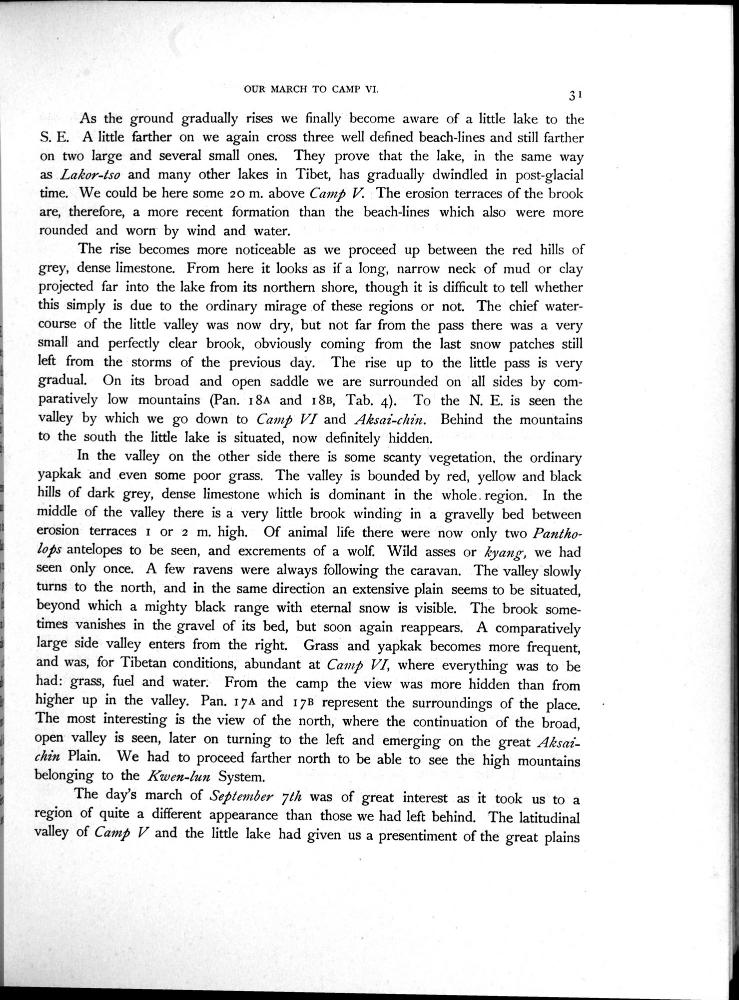 OUR MARCH TO CAMP VI.
31
As the ground gradually rises we finally become aware of a little lake to the
S. E. A little farther on we again cross three well defined beach-lines and still farther
on two large and several small ones. They prove that the lake, in the same way
as Lakor-tso and many other lakes in Tibet, has gradually dwindled in post-glacial
time. We could be here some 20 m. above Camp V. The erosion terraces of the brook
are, therefore, a more recent formation than the beach-lines which also were more
rounded and worn by wind and water.
The rise becomes more noticeable as we proceed up between the red hills of
grey, dense limestone. From here it looks as if a long, narrow neck of mud or clay
projected far into the lake from its northern shore, though it is difficult to tell whether
this simply is due to the ordinary mirage of these regions or not. The chief water-
course of the little valley was now dry, but not far from the pass there was a very
small and perfectly clear brook, obviously coming from the last snow patches still
left from the storms of the previous day. The rise up to the little pass is very
gradual. On its broad and open saddle we are surrounded on all sides by com-
paratively low mountains (Pan. 18A and 18B, Tab. 4). To the N. E. is seen the
valley by which we go down to Camp VI and Aksai-chin. Behind the mountains
to the south the little lake is situated, now definitely hidden.
In the valley on the other side there is some scanty vegetation, the ordinary
yapkak and even some poor grass. The valley is bounded by red, yellow and black
hills of dark grey, dense limestone which is dominant in the whole region. In the
middle of the valley there is a very little brook winding in a gravelly bed between
erosion terraces 1 or 2 m. high. Of animal life there were now only two Pantho-
lops antelopes to be seen, and excrements of a wolf. Wild asses or kyang, we had
seen only once. A few ravens were always following the caravan. The valley slowly
turns to the north, and in the same direction an extensive plain seems to be situated,
beyond which a mighty black range with eternal snow is visible. The brook some-
times vanishes in the gravel of its bed, but soon again reappears. A comparatively
large side valley enters from the right. Grass and yapkak becomes more frequent,
and was, for Tibetan conditions, abundant at Camp VI, where everything was to be
had: grass, fuel and water. From the camp the view was more hidden than from
higher up in the valley. Pan. 17A and 17B represent the surroundings of the place.
The most interesting is the view of the north, where the continuation of the broad,
open valley is seen, later on turning to the left and emerging on the great Aksai-
chin Plain. We had to proceed farther north to be able to see the high mountains
belonging to the Kwen-lun System.
The day's march of September 7th was of great interest as it took us to a
region of quite a different appearance than those we had left behind. The latitudinal
valley of Camp V and the little lake had given us a presentiment of the great plains